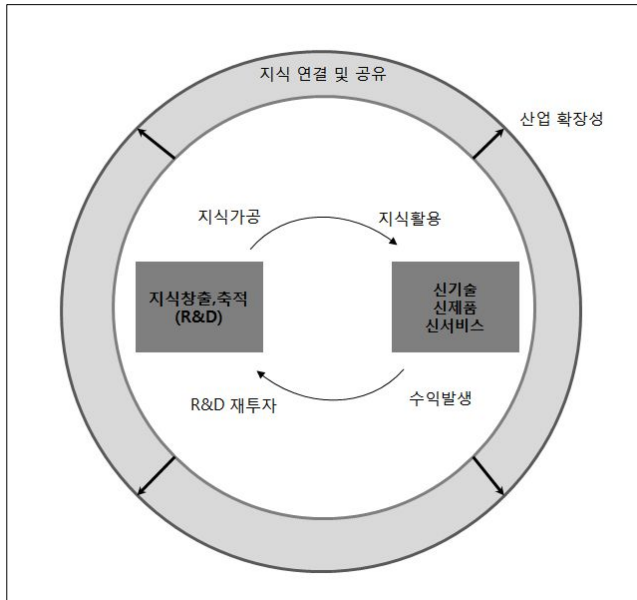 지식 연결 및 공유
산업 확장성
지식가공
지식활용
지식창출,축적
(R&D)
신기술
신제품
신서비스
R&D 재투자
수익발생